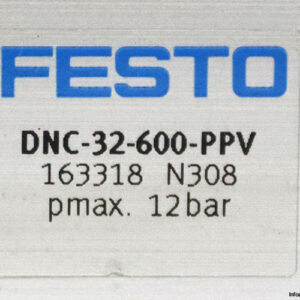 FESTO
DNC-32-600-PPV
163318 N308
pmax. 12bar